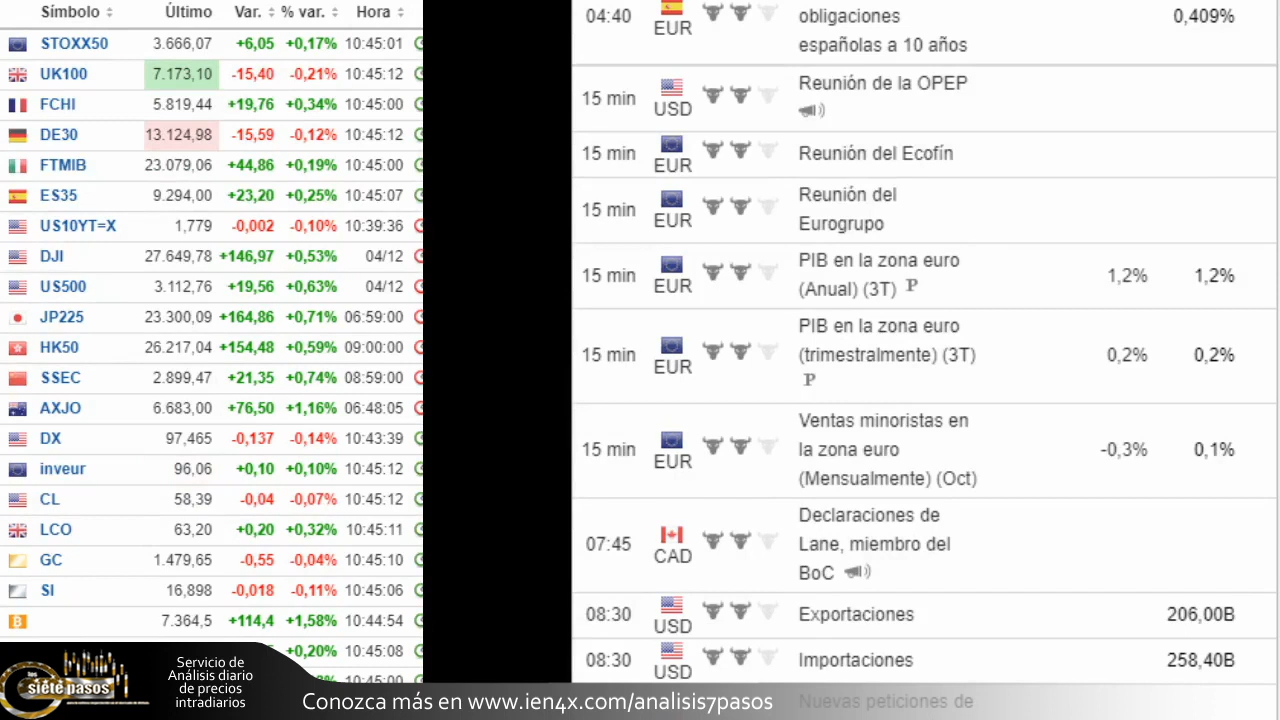 Símbolo Último Var. % var. Hora
STOXX50 3.666,07 +6,05 +0,17% 10:45:01
UK100 7.173,10 -15,40 -0,21% 10:45:12
FCHI 5.819,44 +19,76 +0,34% 10:45:00
DE30 13.124,98 -15,59 -0,12% 10:45:12
FTMIB 23.079,06 +44,86 +0,19% 10:45:00
ES35 9.294,00 +23,20 +0,25% 10:45:07
US10YT=X 1,779 -0,002 -0,10% 10:39:36
DJI 27.649,78 +146,97 +0,53% 04/12
US500 3.112,76 +19,56 +0,63% 04/12
JP225 23.300,09 +164,86 +0,71% 06:59:00
HK50 26.217,04 +154,48 +0,59% 09:00:00
SSEC 2.899,47 +21,35 +0,74% 08:59:00
AXJO 6.683,00 +76,50 +1,16% 06:48:05
DX 97,465 -0,137 -0,14% 10:43:39
inveur 96,06 +0,10 +0,10% 10:45:12
CL 58,39 -0,04 -0,07% 10:45:12
LCO 63,20 +0,20 +0,32% 10:45:11
GC 1.479,65 -0,55 -0,04% 10:45:10
SI 16,898 -0,018 -0,11% 10:45:06
7.364,5 +114,4 +1,58% 10:44:54
+0,20% 10:45:08
04:40 EUR obligaciones 0,409%
españolas a 10 años
15 min USD Reunión de la OPEP
15 min EUR Reunión del Ecofín
15 min EUR Reunión del
Eurogrupo
15 min EUR PIB en la zona euro 1,2% 1,2%
(Anual) (3T) P
15 min EUR PIB en la zona euro
(trimestralmente) (3T) 0,2% 0,2%
P
15 min EUR Ventas minoristas en
la zona euro -0,3% 0,1%
(Mensualmente) (Oct)
07:45 CAD Declaraciones de
Lane, miembro del
BoC
08:30 USD Exportaciones 206,00B
08:30 USD Importaciones 258,40B
Nuevas peticiones de
los
siete pasos
Servicio de
Análisis diario
de precios
intradiarios
Conozca más en www.ien4x.com/analisis7pasos